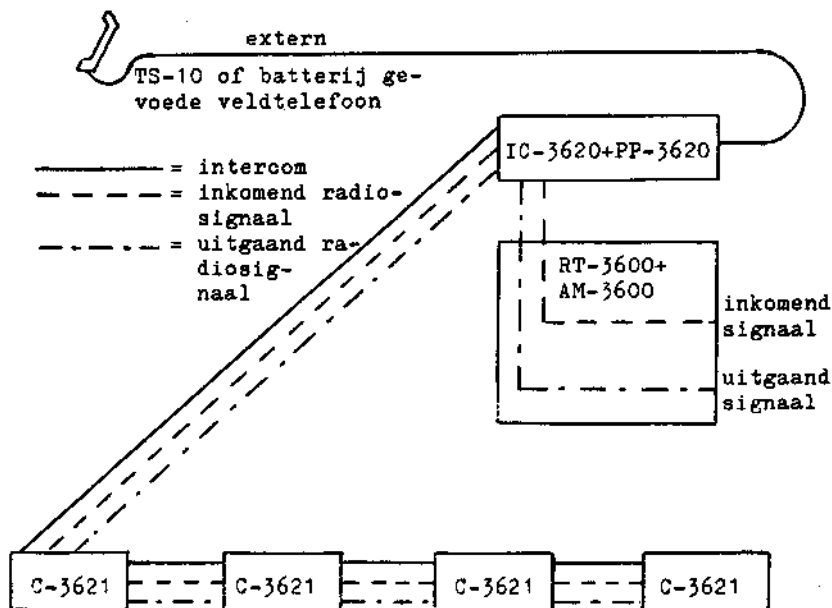 extern
TS-10 of batterij ge-
voede veldtelefoon
IC-3620+PP-3620
= intercom
= inkomend radio-
signaal
= uitgaand ra-
diosig-
naal
RT-3600+
AM-3600
inkomend
signaal
uitgaand
signaal
C-3621
C-3621
C-3621
C-3621